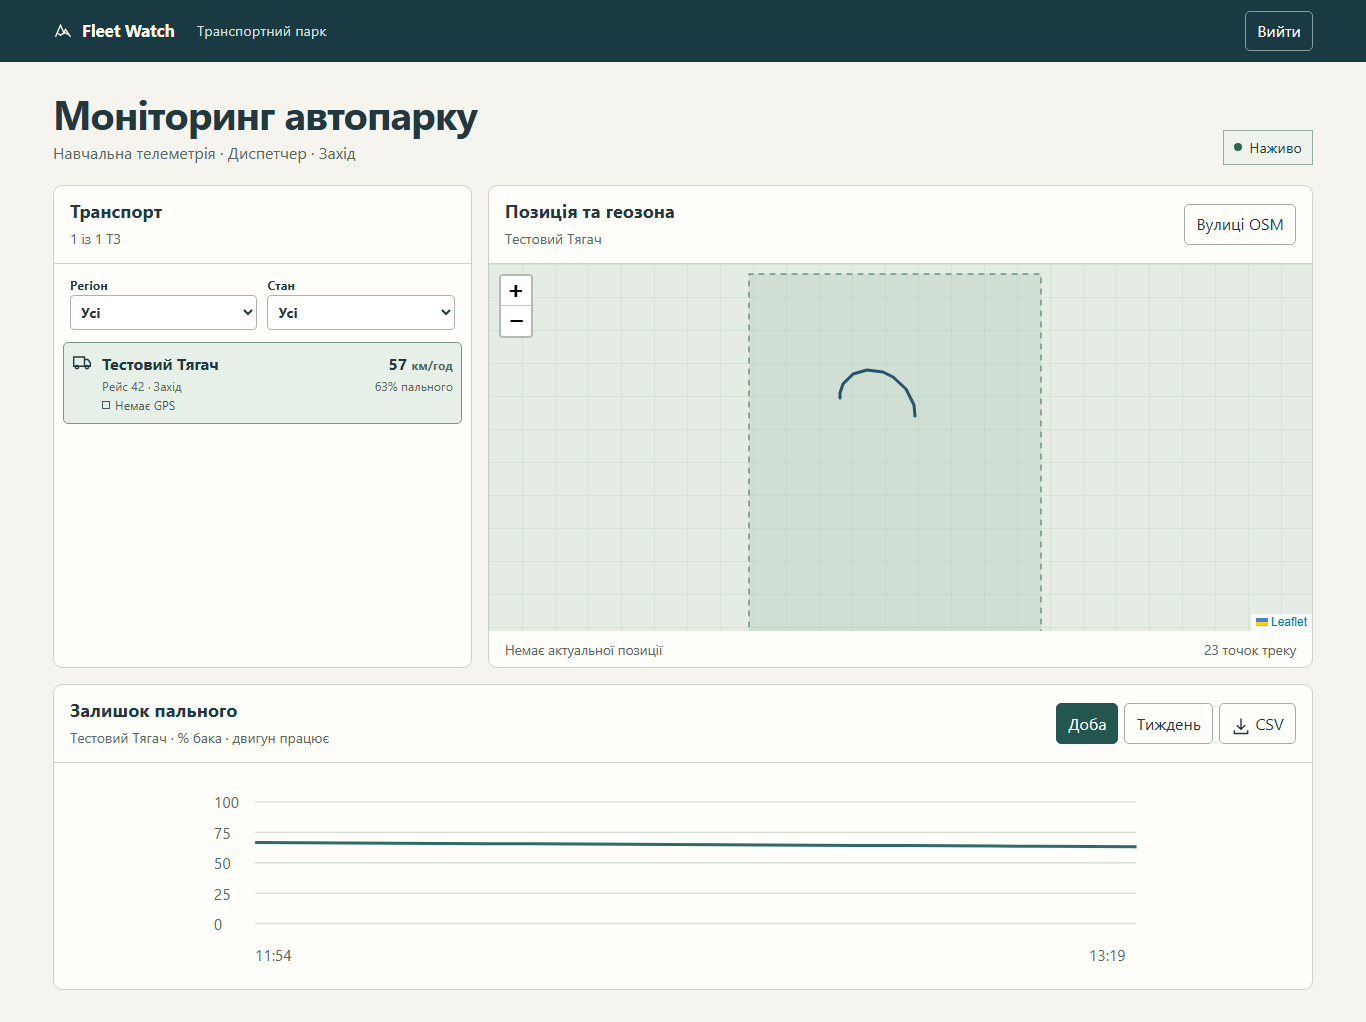 Fleet Watch
Транспортний парк
Вийти
Моніторинг автопарку
Навчальна телеметрія · Диспетчер · Захід
Наживо
Транспорт
1 із 1 ТЗ
Регіон
Стан
Усі
Усі
Тестовий Тягач
57 км/год
Рейс 42 · Захід
63% пального
Немає GPS
Позиція та геозона
Тестовий Тягач
Вулиці OSM
+
−
Leaflet
Немає актуальної позиції
23 точок треку
Залишок пального
Тестовий Тягач · % бака · двигун працює
Доба
Тиждень
CSV
100
75
50
25
0
11:54
13:19